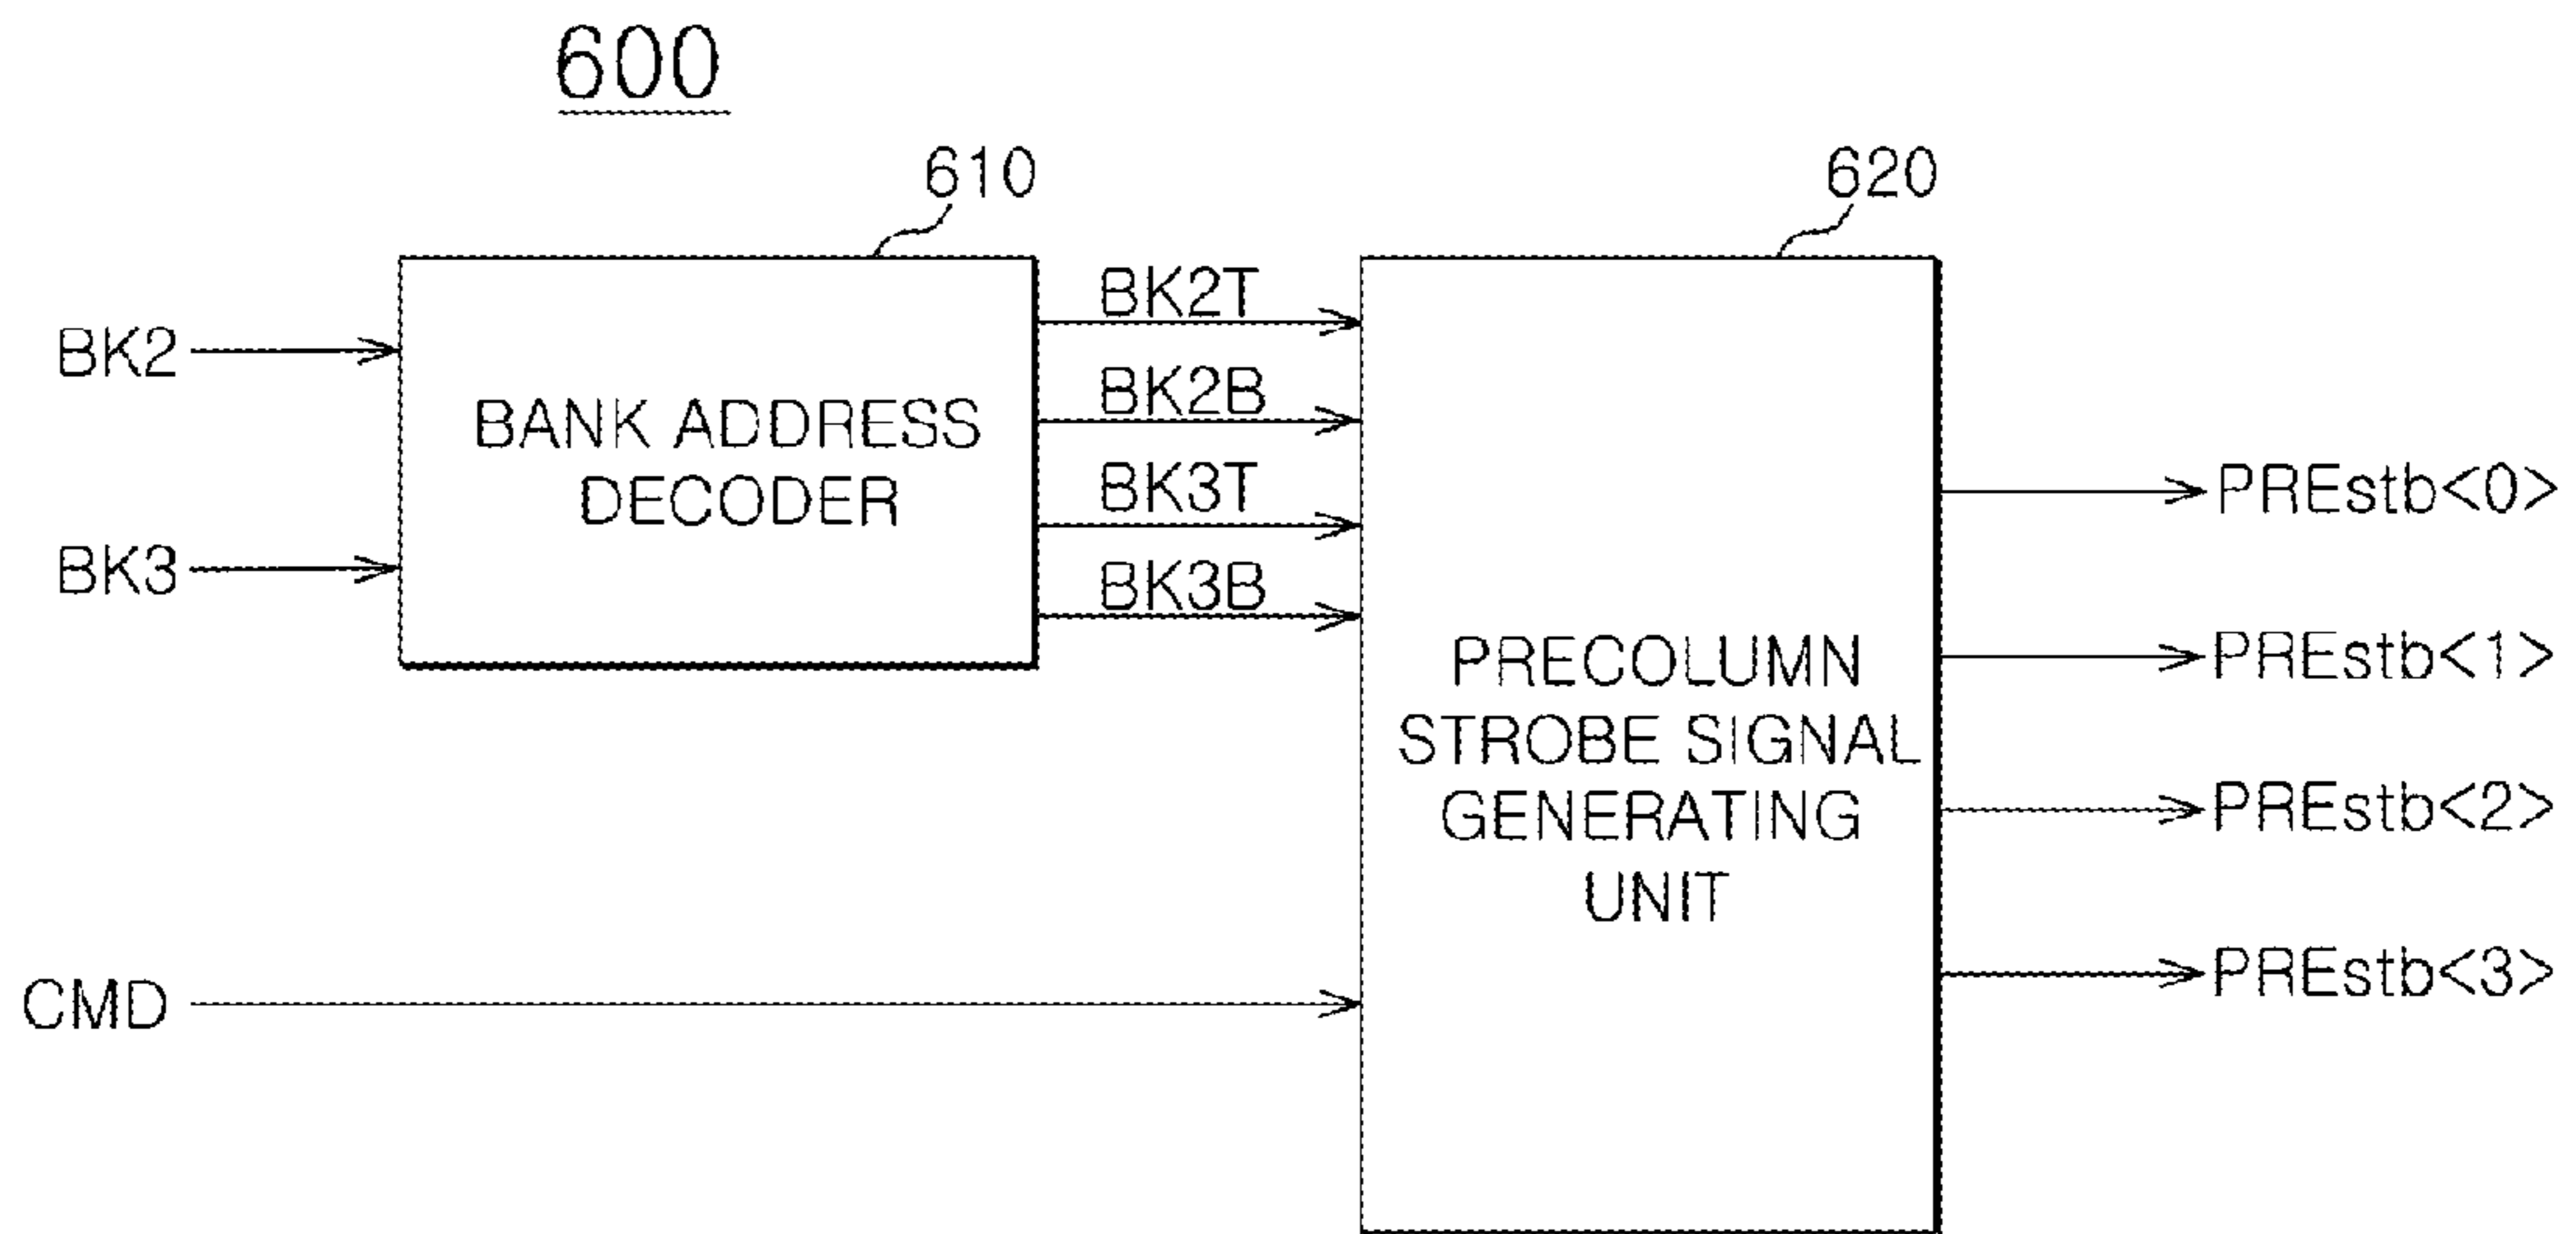 600
610
620
BK2
BK3
CMD
BANK ADDRESS
DECODER
BK2T
BK2B
BK3T
BK3B
PRECOLUMN
STROBE SIGNAL
GENERATING
UNIT
PREstb<0>
PREstb<1>
PREstb<2>
PREstb<3>